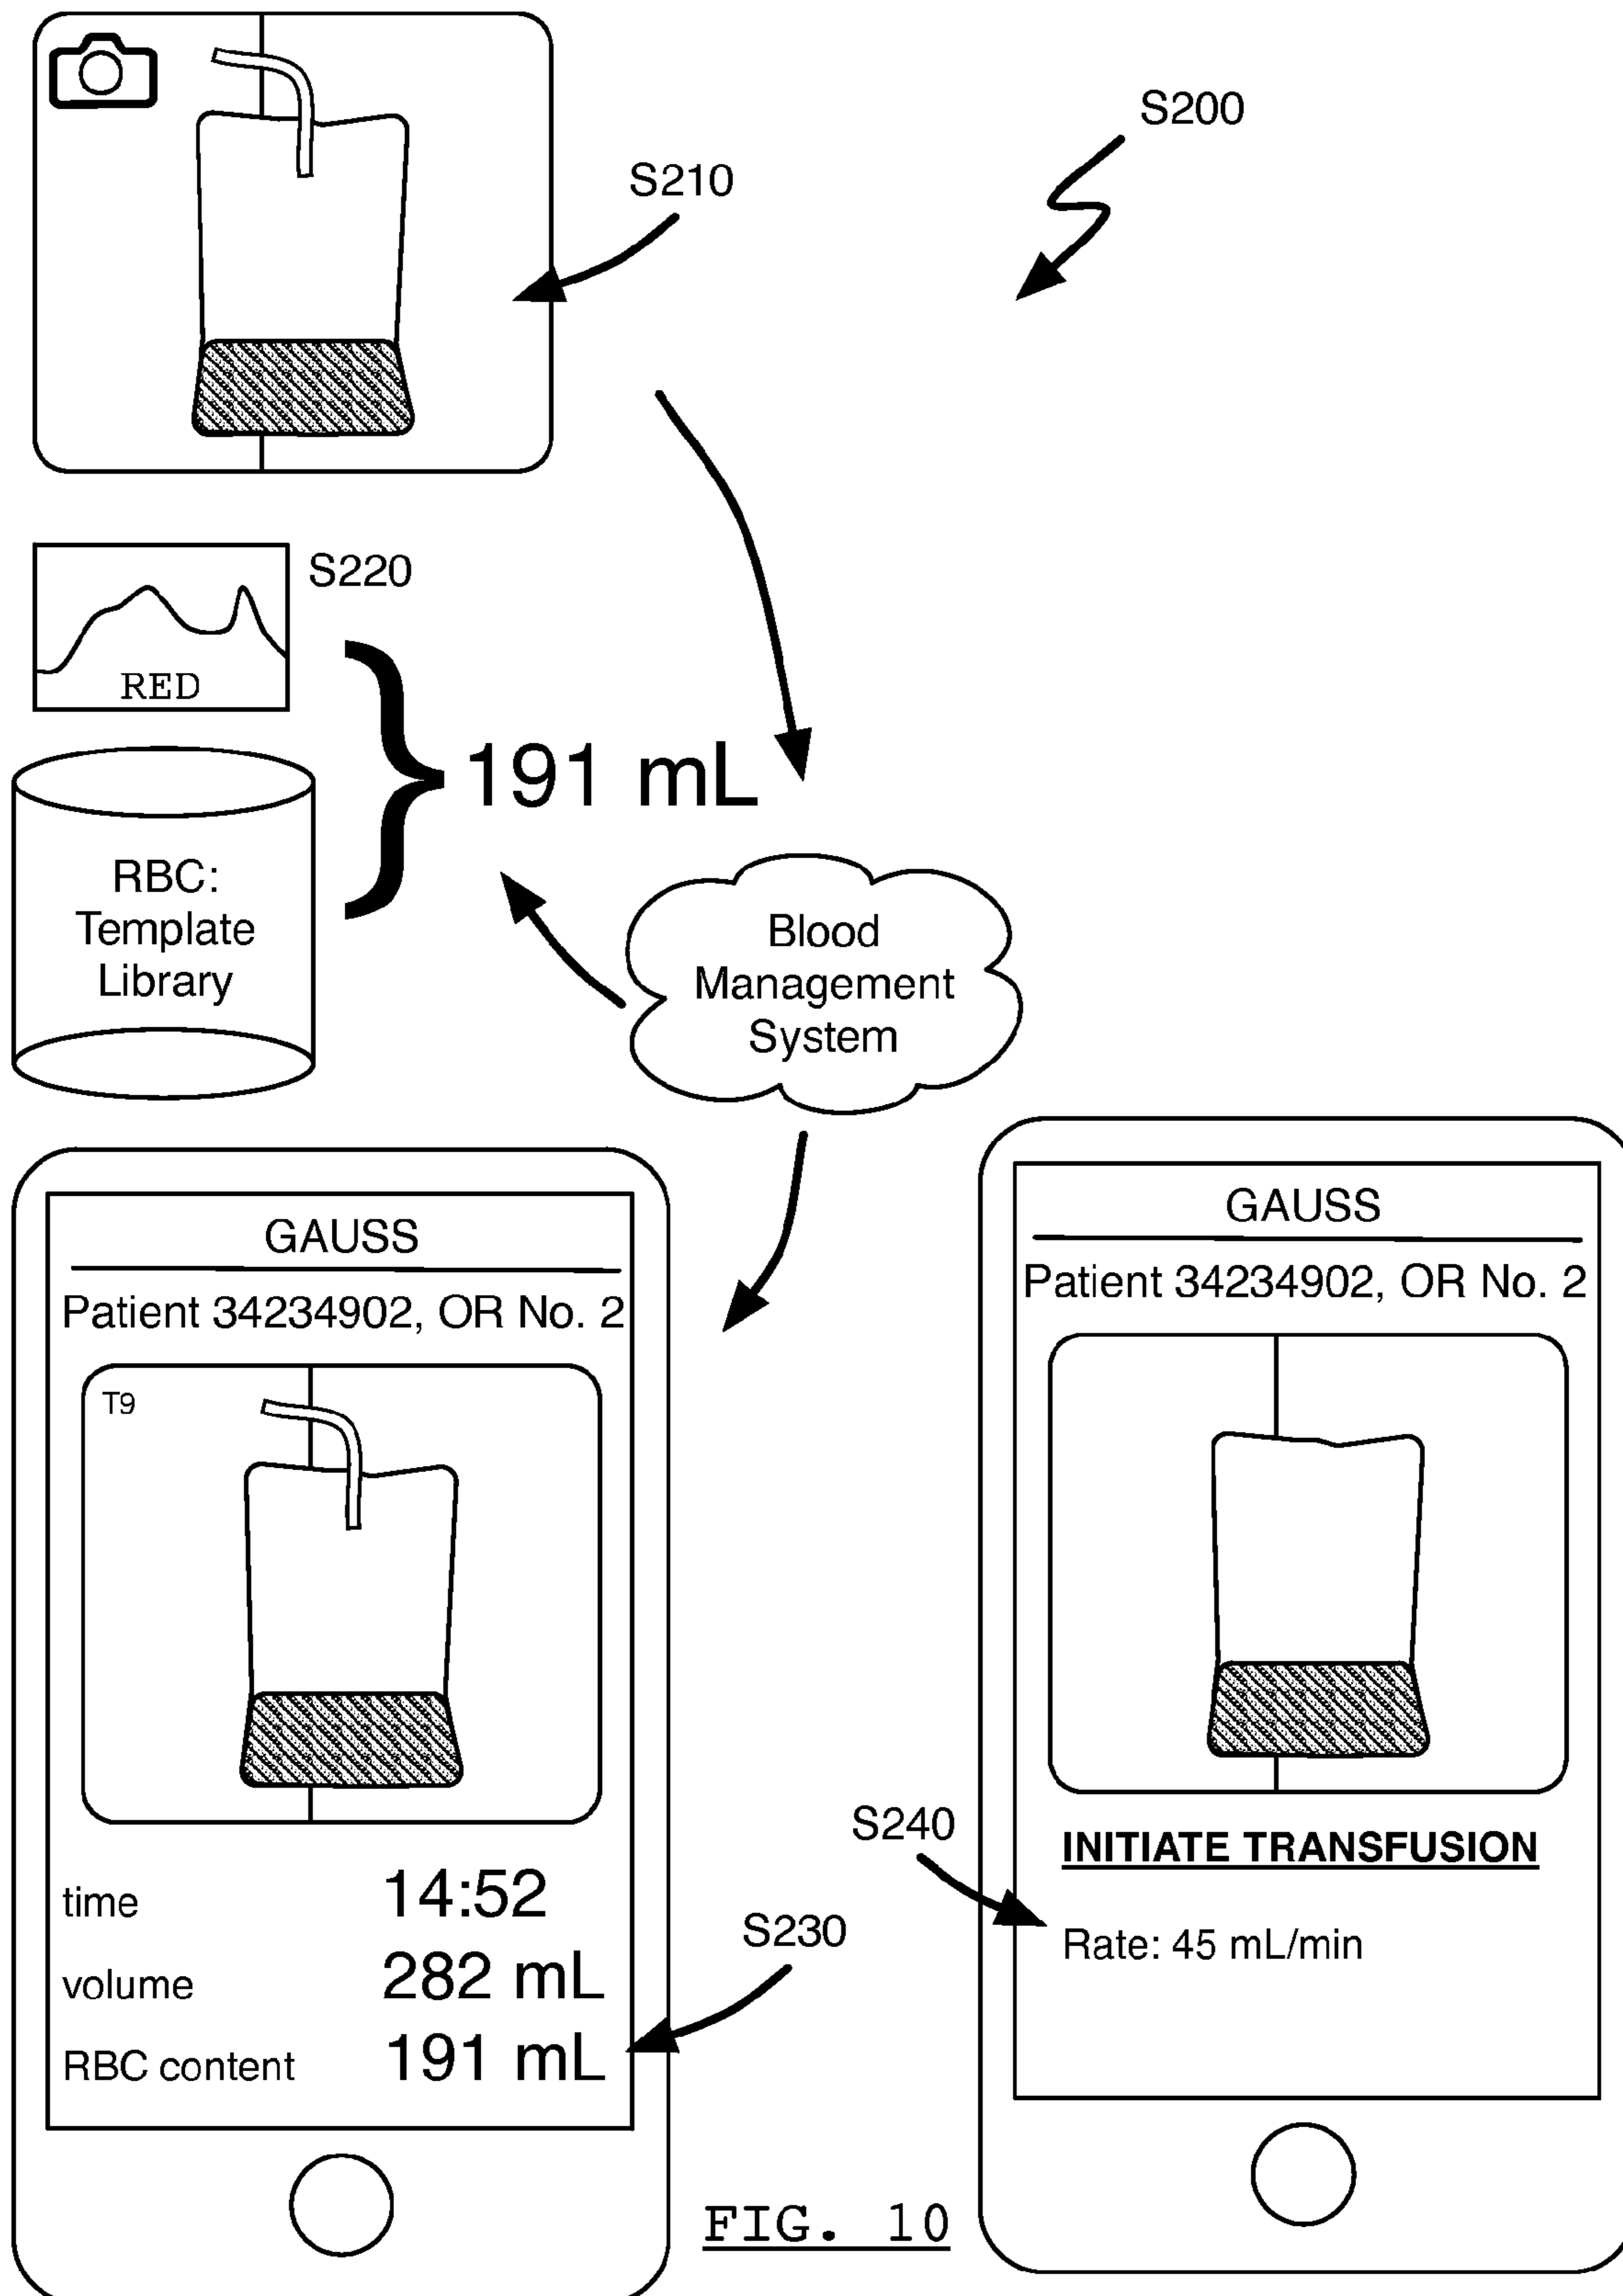 S200
S210
S220
RED
191 mL
RBC:
Template
Library
Blood
Management
System
GAUSS
Patient 34234902, OR No. 2
T9
time 14:52
volume 282 mL
RBC content 191 mL
S230
GAUSS
Patient 34234902, OR No. 2
S240
INITIATE TRANSFUSION
Rate: 45 mL/min
FIG. 10